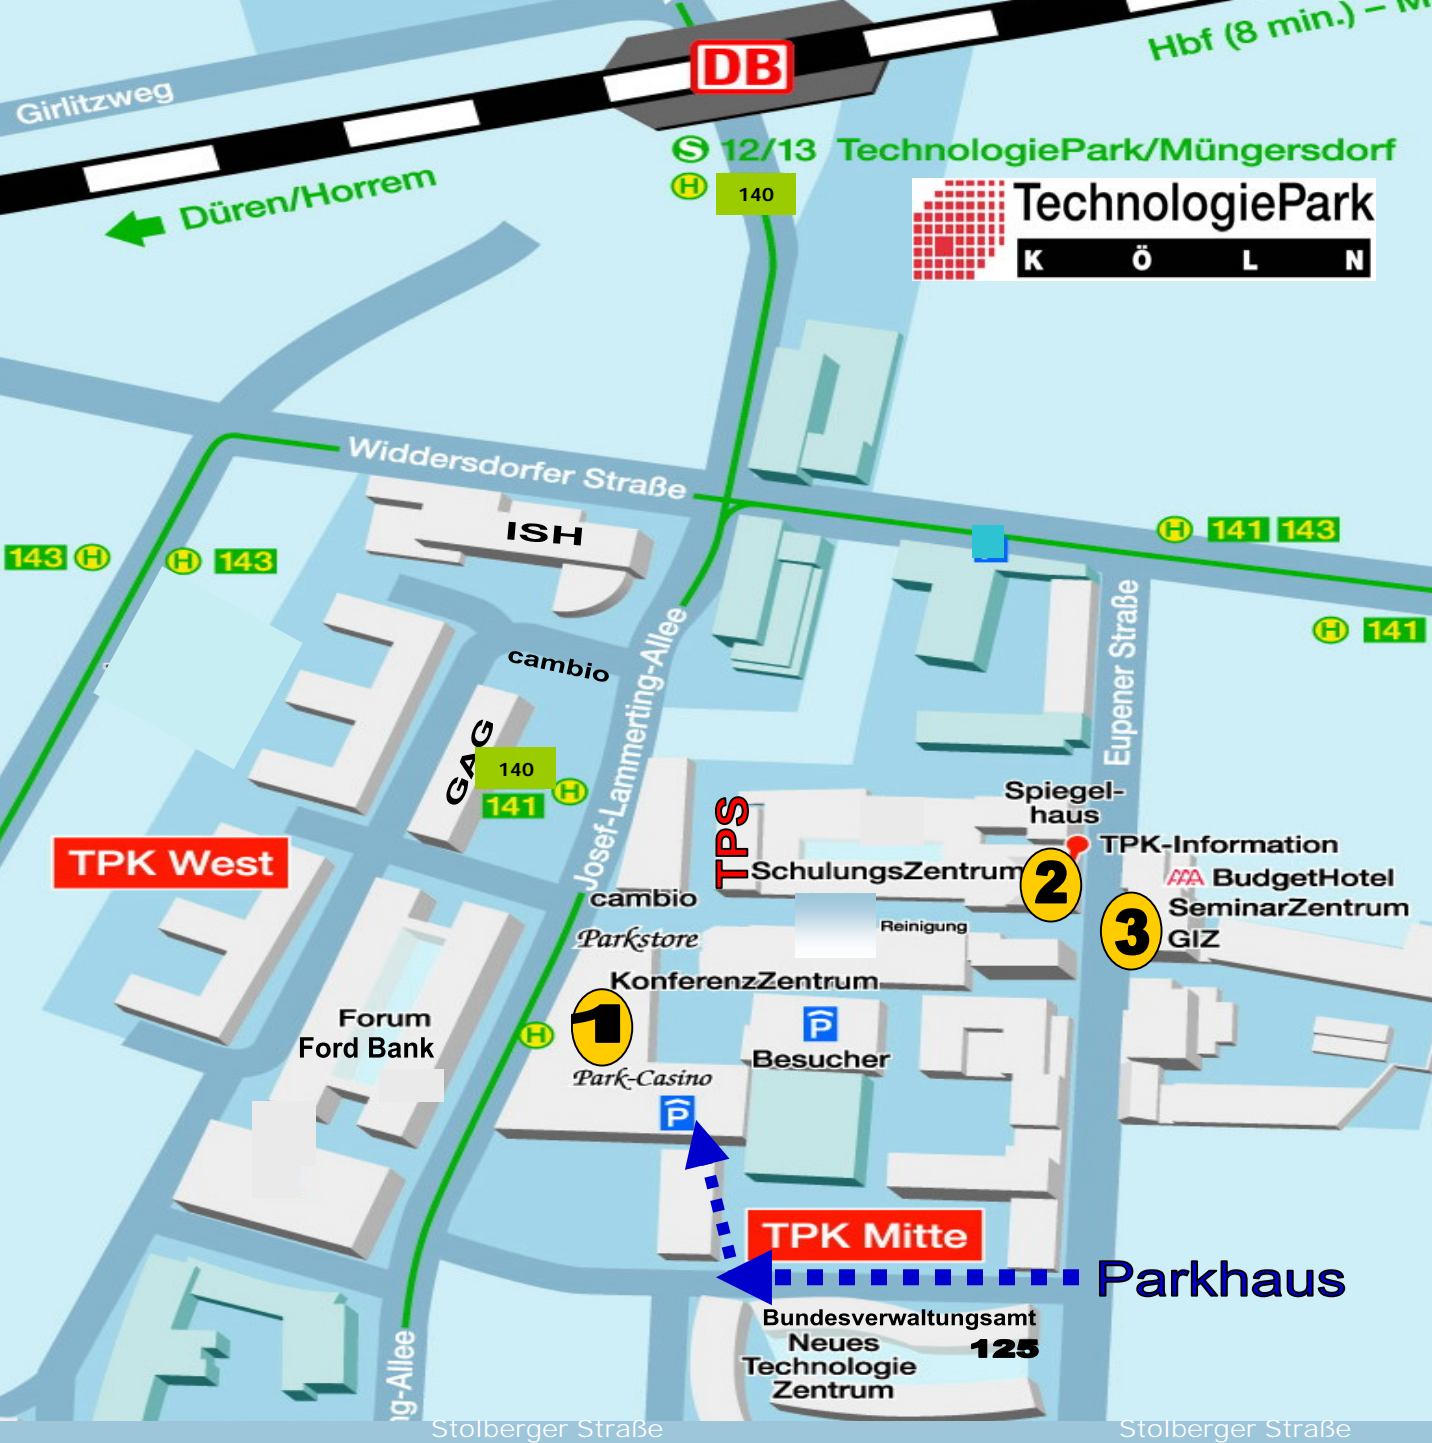 Hbf (8 min.) – M
DB
Girlitzweg
S 12/13 TechnologiePark/Müngersdorf
H 140
Düren/Horrem
TechnologiePark
KÖLN
Widdersdorfer Straße
ISH
H 141 143
143 H
H 143
H 141
Eupener Straße
cambio
Josef-Lammerting-Allee
GAG
140
141 H
Spiegel-
haus
TPS
TPK-Information
TPK West
SchulungsZentrum
2
BudgetHotel
cambio
SeminarZentrum
3
GIZ
Reinigung
Parkstore
KonferenzZentrum
Forum
Ford Bank
H
1
P
Besucher
Park-Casino
P
TPK Mitte
Parkhaus
Bundesverwaltungsamt
125
Neues
Technologie
Zentrum
ng-Allee
Stolberger Straße
Stolberger Straße